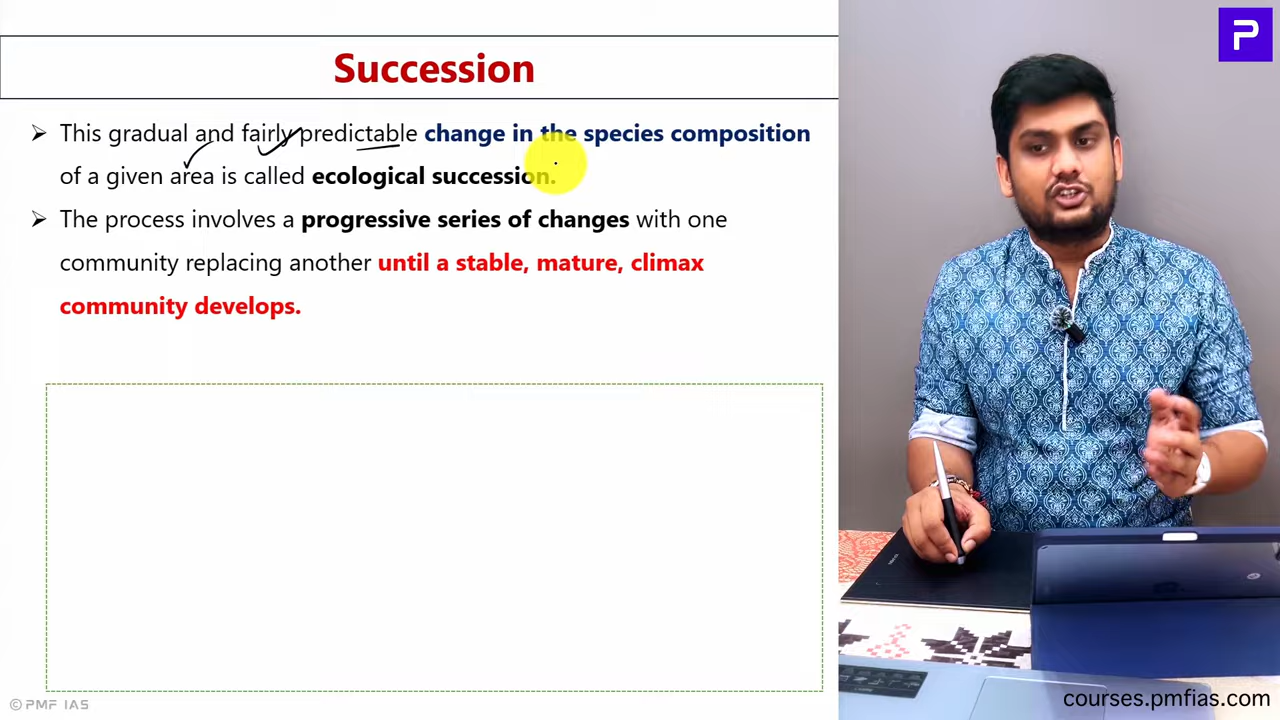 Succession
➢ This gradual and fairly predictable change in the species composition
of a given area is called ecological succession.
➢ The process involves a progressive series of changes with one
community replacing another until a stable, mature, climax
community develops.
© PMF IAS
P
courses.pmfias.com